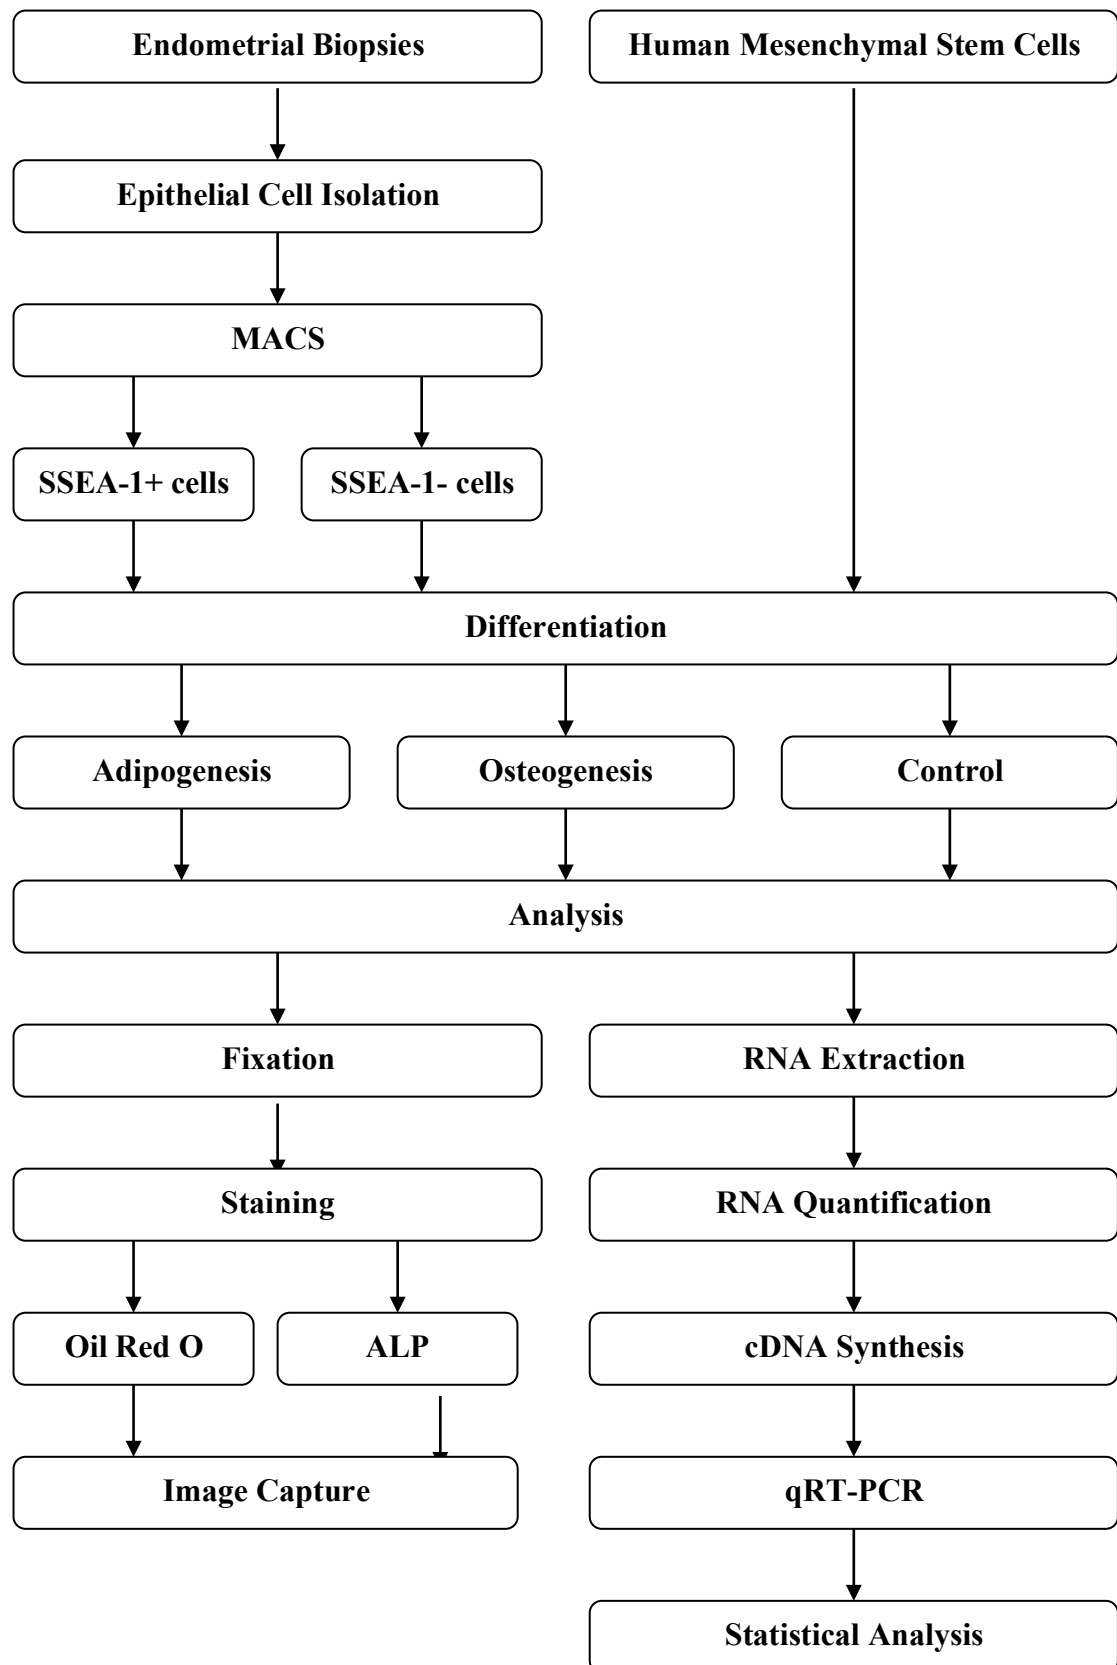 Endometrial Biopsies
Human Mesenchymal Stem Cells
Epithelial Cell Isolation
MACS
SSEA-1+ cells
SSEA-1- cells
Differentiation
Adipogenesis
Osteogenesis
Control
Analysis
Fixation
RNA Extraction
Staining
RNA Quantification
Oil Red O
ALP
cDNA Synthesis
Image Capture
qRT-PCR
Statistical Analysis